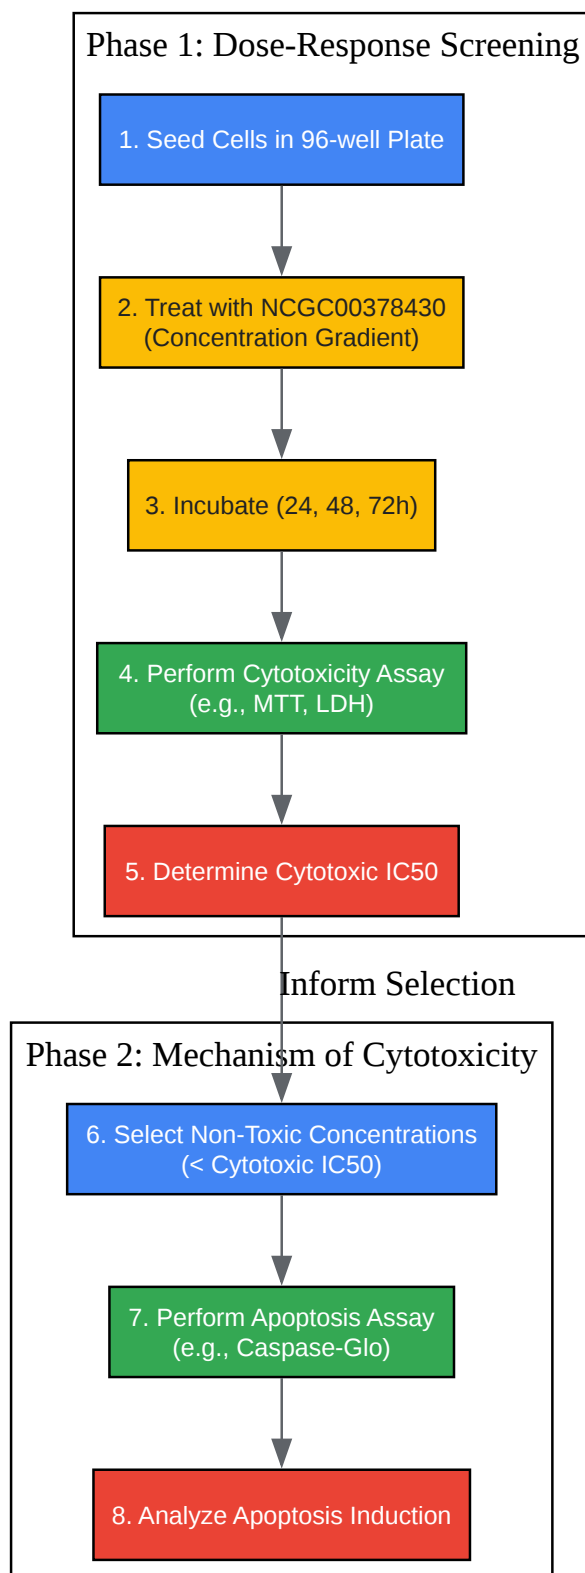 Phase 1: Dose-Response Screening
1. Seed Cells in 96-well Plate
2. Treat with NCGC00378430
(Concentration Gradient)
3. Incubate (24, 48, 72h)
4. Perform Cytotoxicity Assay
(e.g., MTT, LDH)
5. Determine Cytotoxic IC50
Inform Selection
Phase 2: Mechanism of Cytotoxicity
6. Select Non-Toxic Concentrations
(< Cytotoxic IC50)
7. Perform Apoptosis Assay
(e.g., Caspase-Glo)
8. Analyze Apoptosis Induction